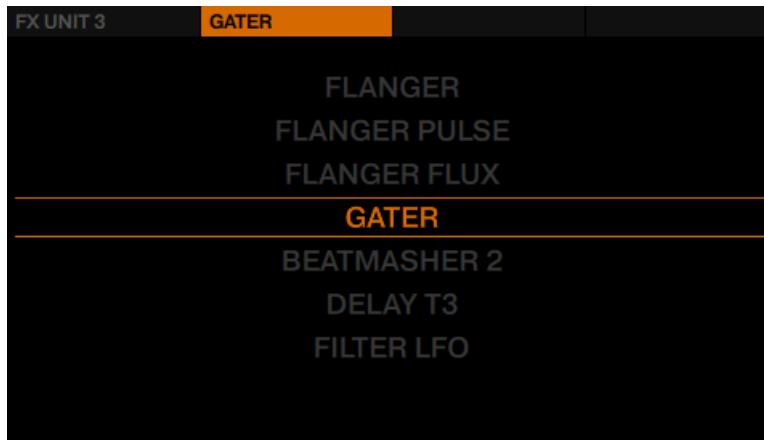 FX UNIT 3 GATER
FLANGER
FLANGER PULSE
FLANGER FLUX
GATER
BEATMASHER 2
DELAY T3
FILTER LFO